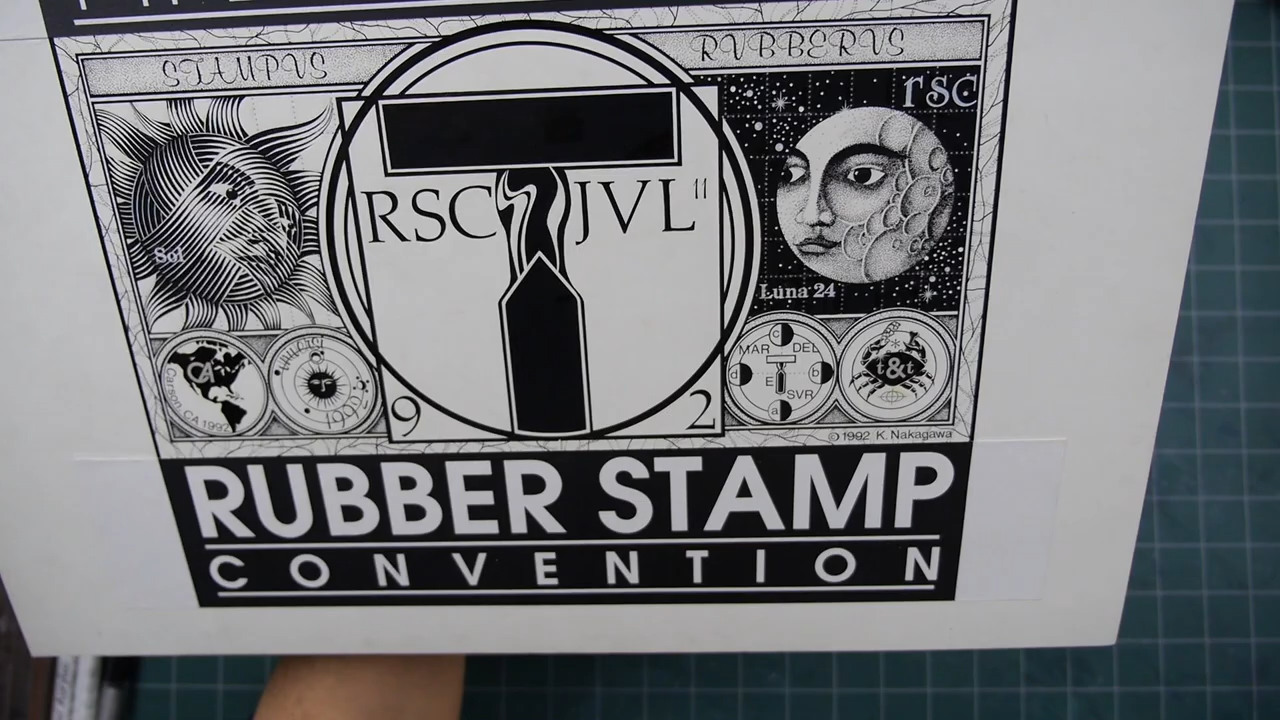 STAMPVS
RVBBERVS
rsc
RSC JVL 11
Sol
Luna 24
9 2
CA
Carson, CA 1992
MAR DEL
E SVR
c
d b
a
t&t
© 1992 K. Nakagawa
RUBBER STAMP
CONVENTION